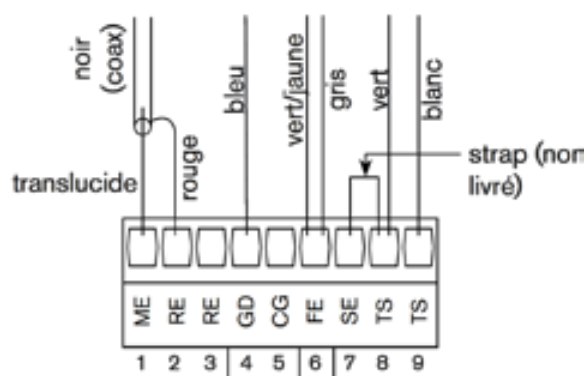 noir
(coax)
translucide
rouge
bleu
vert/jaune
gris
vert
blanc
strap (non
livré)
ME RE RE GD CG FE SE TS TS
1 2 3 4 5 6 7 8 9